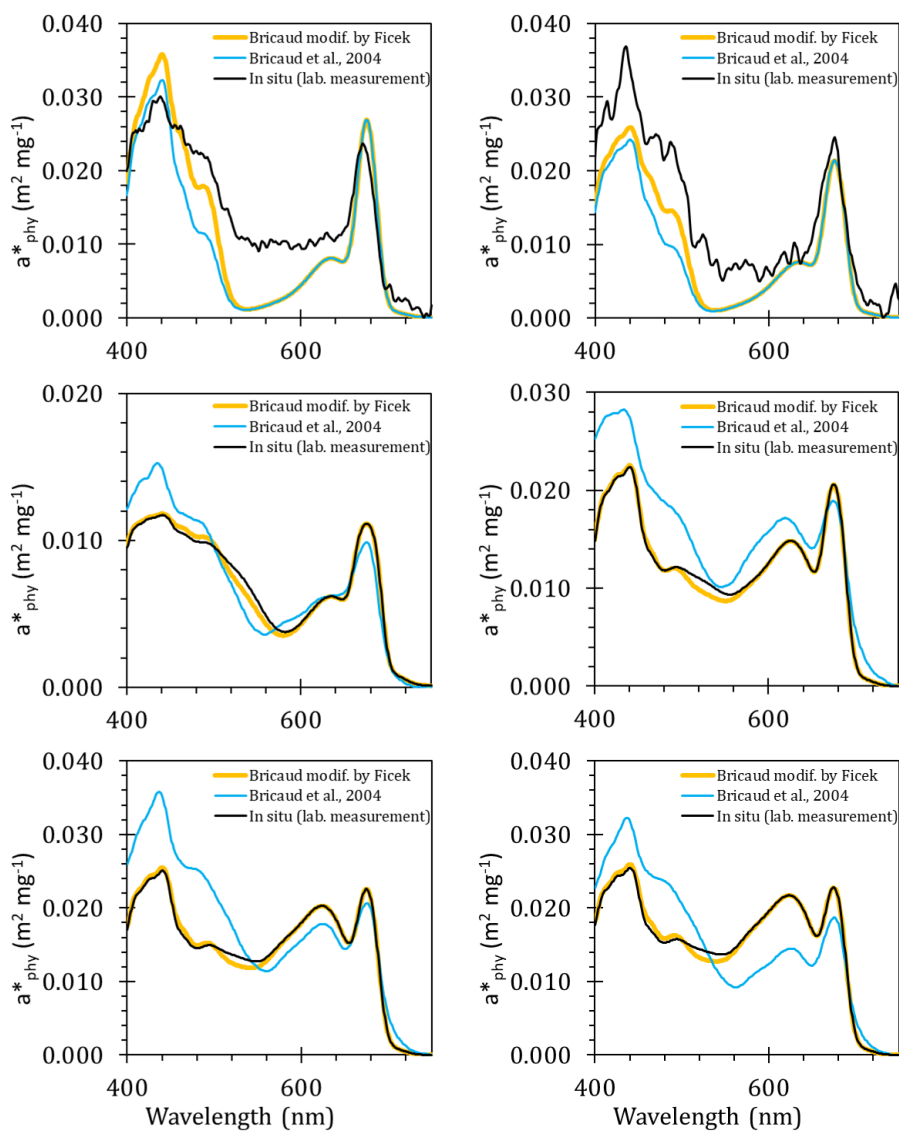 0.040
0.030
0.020
0.010
0.000
400
600
a*phy (m² mg⁻¹)
Bricaud modif. by Ficek
Bricaud et al., 2004
In situ (lab. measurement)
0.040
0.030
0.020
0.010
0.000
400
600
a*phy (m² mg⁻¹)
Bricaud modif. by Ficek
Bricaud et al., 2004
In situ (lab. measurement)
0.020
0.010
0.000
400
600
a*phy (m² mg⁻¹)
Bricaud modif. by Ficek
Bricaud et al., 2004
In situ (lab. measurement)
0.030
0.020
0.010
0.000
400
600
a*phy (m² mg⁻¹)
Bricaud modif. by Ficek
Bricaud et al., 2004
In situ (lab. measurement)
0.040
0.030
0.020
0.010
0.000
400
600
a*phy (m² mg⁻¹)
Bricaud modif. by Ficek
Bricaud et al., 2004
In situ (lab. measurement)
Wavelength (nm)
0.040
0.030
0.020
0.010
0.000
400
600
a*phy (m² mg⁻¹)
Bricaud modif. by Ficek
Bricaud et al., 2004
In situ (lab. measurement)
Wavelength (nm)